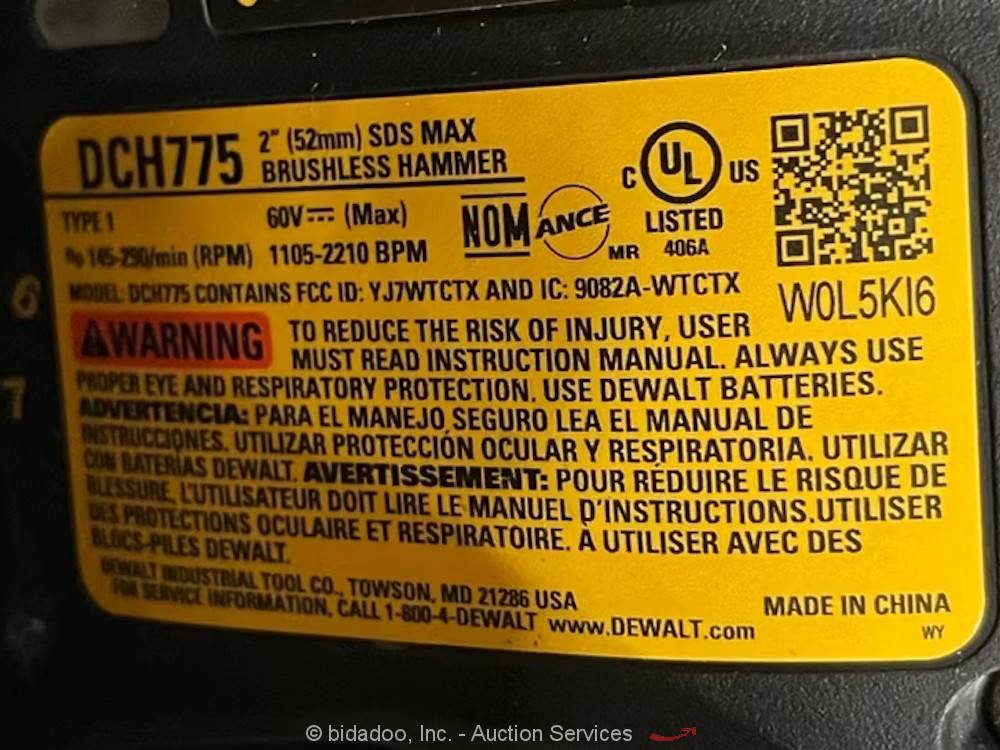 DCH775 2" (52mm) SDS MAX
BRUSHLESS HAMMER
TYPE 1 60V⎓ (Max)
n₀ 145-290/min (RPM) 1105-2210 BPM
NOM ANCE MR
C UL US
LISTED
406A
MODEL: DCH775 CONTAINS FCC ID: YJ7WTCTX AND IC: 9082A-WTCTX
W0L5KI6
6
7
WARNING TO REDUCE THE RISK OF INJURY, USER
MUST READ INSTRUCTION MANUAL. ALWAYS USE
PROPER EYE AND RESPIRATORY PROTECTION. USE DEWALT BATTERIES.
ADVERTENCIA: PARA EL MANEJO SEGURO LEA EL MANUAL DE
INSTRUCCIONES. UTILIZAR PROTECCIÓN OCULAR Y RESPIRATORIA. UTILIZAR
CON BATERIAS DEWALT. AVERTISSEMENT: POUR RÉDUIRE LE RISQUE DE
BLESSURE, L'UTILISATEUR DOIT LIRE LE MANUEL D'INSTRUCTIONS.UTILISER
DES PROTECTIONS OCULAIRE ET RESPIRATOIRE. À UTILISER AVEC DES
BLOCS-PILES DEWALT.
DEWALT INDUSTRIAL TOOL CO., TOWSON, MD 21286 USA
FOR SERVICE INFORMATION, CALL 1-800-4-DEWALT www.DEWALT.com
MADE IN CHINA
WY
© bidadoo, Inc. - Auction Services